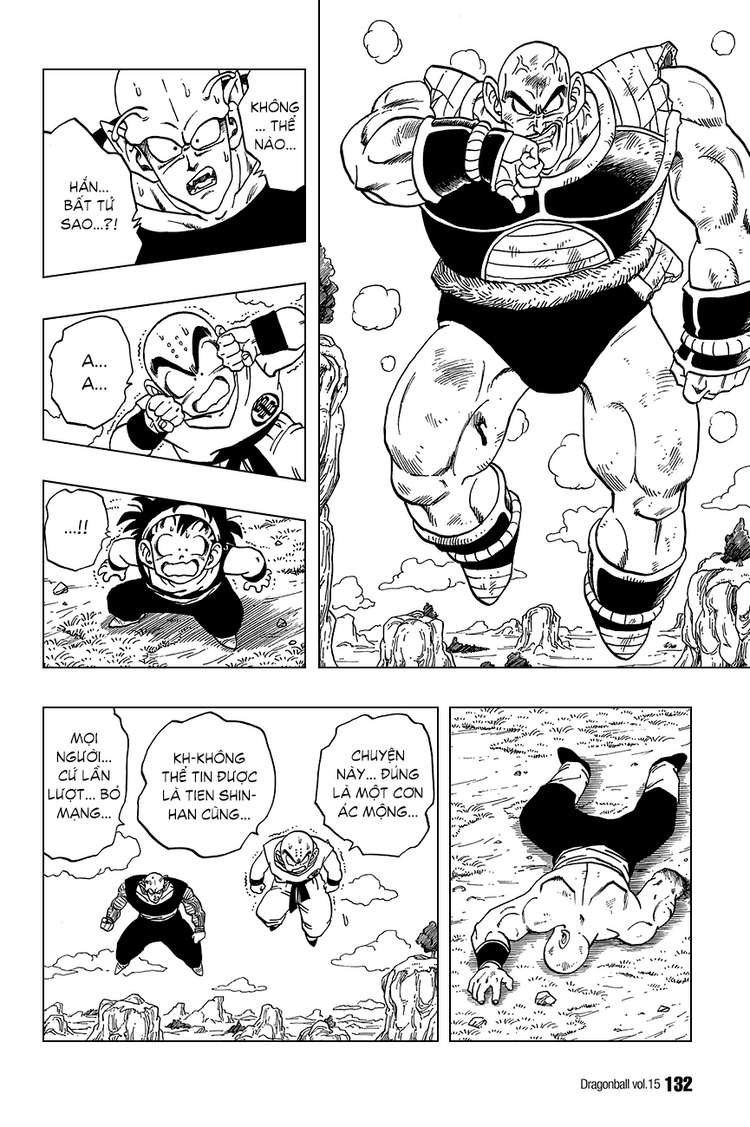 KHÔNG
... THỂ
NÀO...
HẮN...
BẤT TỬ
SAO...?!
A...
A...
...!!
CHUYỆN
NÀY... ĐÚNG
LÀ MỘT CƠN
ÁC MỘNG...
KH-KHÔNG
THỂ TIN ĐƯỢC
LÀ TIEN SHIN-
HAN CŨNG...
MỌI
NGƯỜI...
CỨ LẦN
LƯỢT... BỎ
MẠNG...
Dragonball vol.15 132